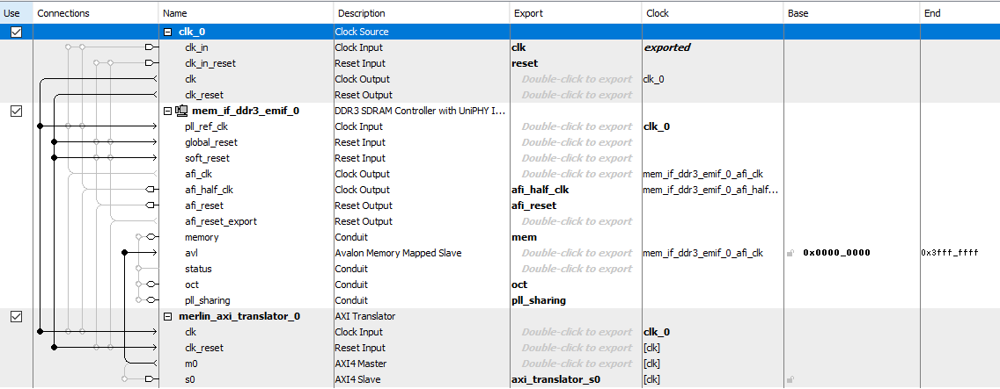 Use Connections Name Description Export Clock Base End
clk_0 Clock Source
clk_in Clock Input clk exported
clk_in_reset Reset Input reset
clk Clock Output Double-click to export clk_0
clk_reset Reset Output Double-click to export
mem_if_ddr3_emif_0 DDR3 SDRAM Controller with UniPHY I...
pll_ref_clk Clock Input Double-click to export clk_0
global_reset Reset Input Double-click to export
soft_reset Reset Input Double-click to export
afi_clk Clock Output Double-click to export mem_if_ddr3_emif_0_afi_clk
afi_half_clk Clock Output afi_half_clk mem_if_ddr3_emif_0_afi_half...
afi_reset Reset Output afi_reset
afi_reset_export Reset Output Double-click to export
memory Conduit mem
avl Avalon Memory Mapped Slave Double-click to export mem_if_ddr3_emif_0_afi_clk 0x0000_0000 0x3fff_ffff
status Conduit Double-click to export
oct Conduit oct
pll_sharing Conduit pll_sharing
merlin_axi_translator_0 AXI Translator
clk Clock Input Double-click to export clk_0
clk_reset Reset Input Double-click to export [clk]
m0 AXI4 Master Double-click to export [clk]
s0 AXI4 Slave axi_translator_s0 [clk]